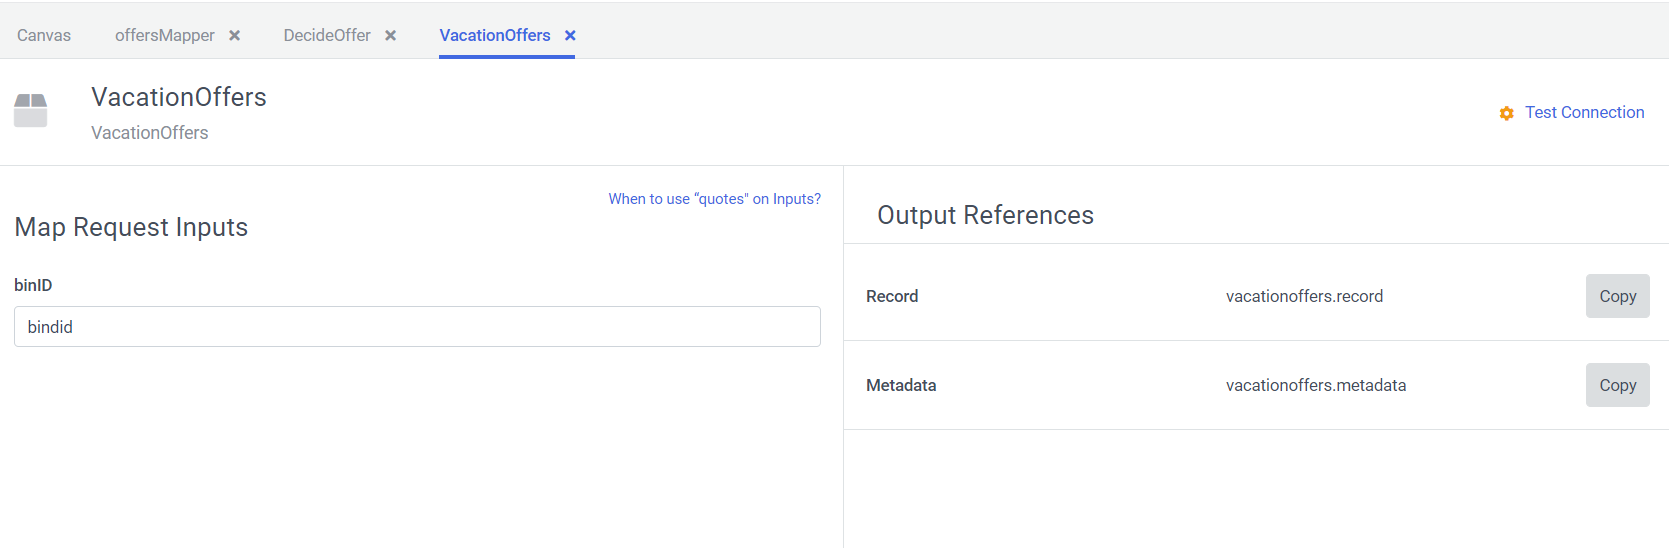 Canvas offersMapper DecideOffer VacationOffers
VacationOffers
VacationOffers
Test Connection
When to use “quotes" on Inputs?
Map Request Inputs
binID
bindid
Output References
Record vacationoffers.record Copy
Metadata vacationoffers.metadata Copy